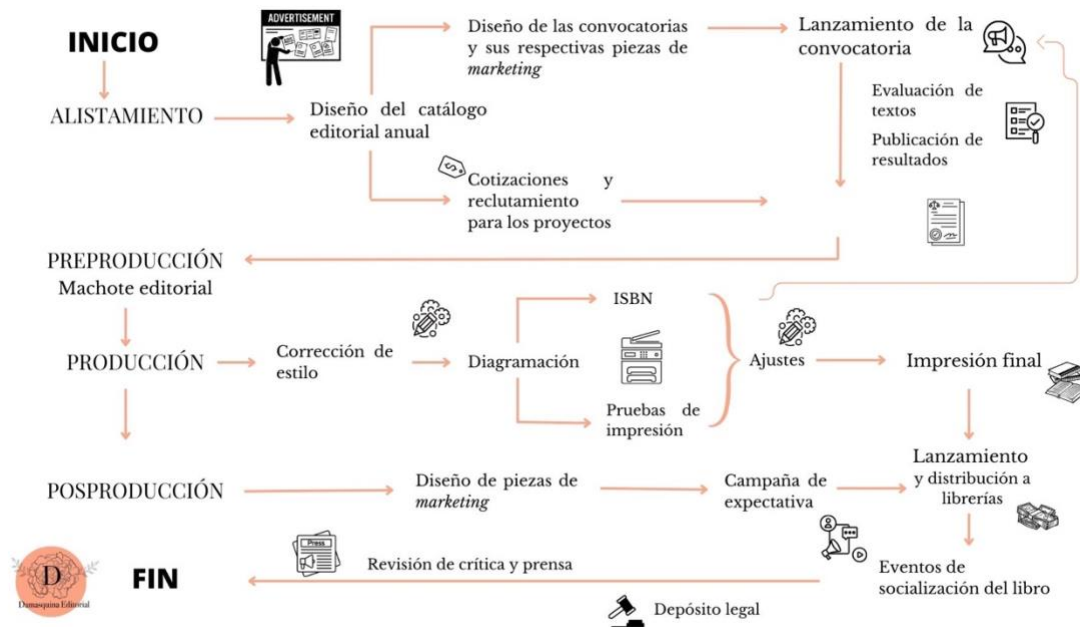 ADVERTISEMENT
INICIO
Diseño de las convocatorias
y sus respectivas piezas de
marketing
Lanzamiento de la
convocatoria
ALISTAMIENTO
Diseño del catálogo
editorial anual
Evaluación de
textos
Publicación de
resultados
Cotizaciones y
reclutamiento
para los proyectos
PREPRODUCCIÓN
Machote editorial
ISBN
PRODUCCIÓN
Corrección de
estilo
Diagramación
Ajustes
Impresión final
Pruebas de
impresión
POSPRODUCCIÓN
Diseño de piezas de
marketing
Campaña de
expectativa
Lanzamiento
y distribución a
librerías
Press
Revisión de crítica y prensa
Eventos de
socialización del libro
D
Damasquina Editorial
FIN
Depósito legal